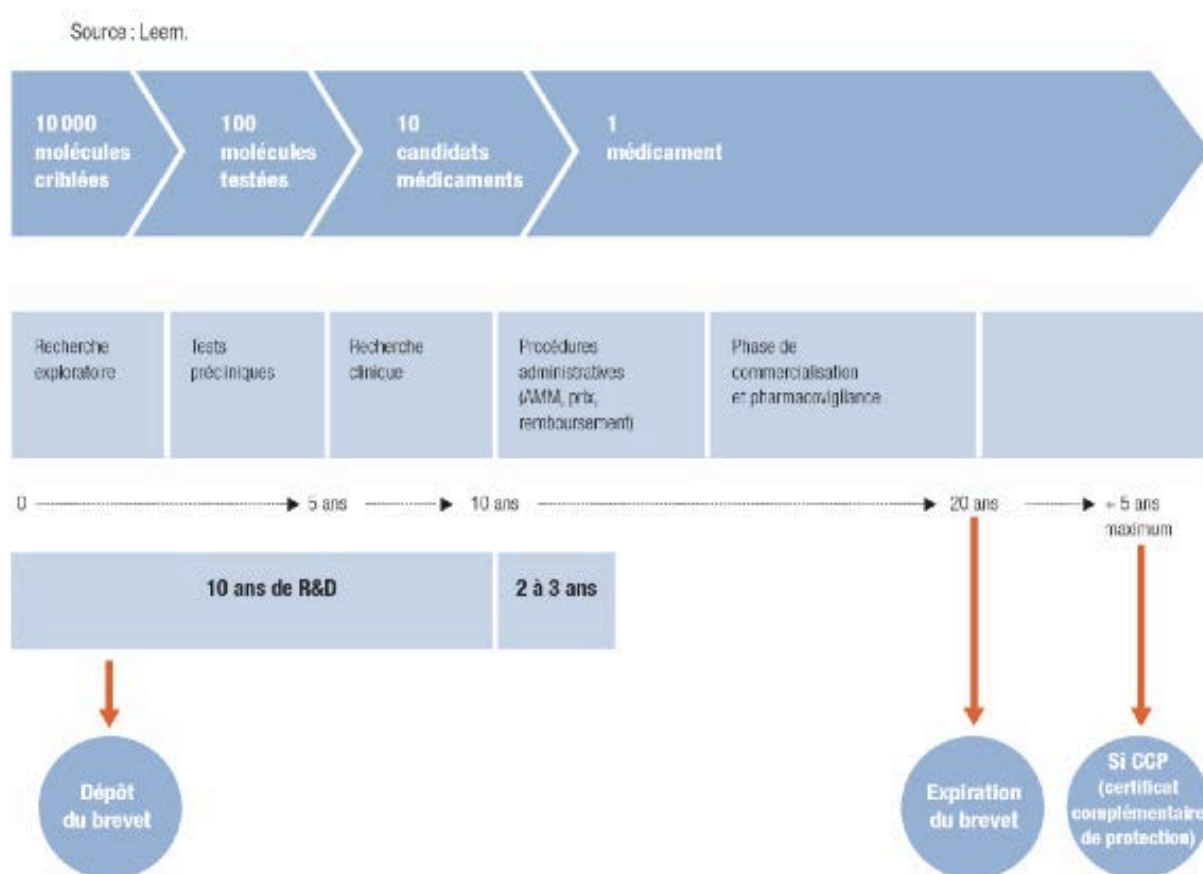 Source : Leem.
10 000
molécules
criblées
100
molécules
testées
10
candidats
médicaments
1
médicament
Recherche
exploratoire
Tests
précliniques
Recherche
clinique
Procédures
administratives
(AMM, prix,
remboursement)
Phase de
commercialisation
et pharmacovigilance
0
5 ans
10 ans
20 ans
+ 5 ans
maximum
10 ans de R&D
2 à 3 ans
Dépôt
du brevet
Expiration
du brevet
Si CCP
(certificat
complémentaire
de protection)